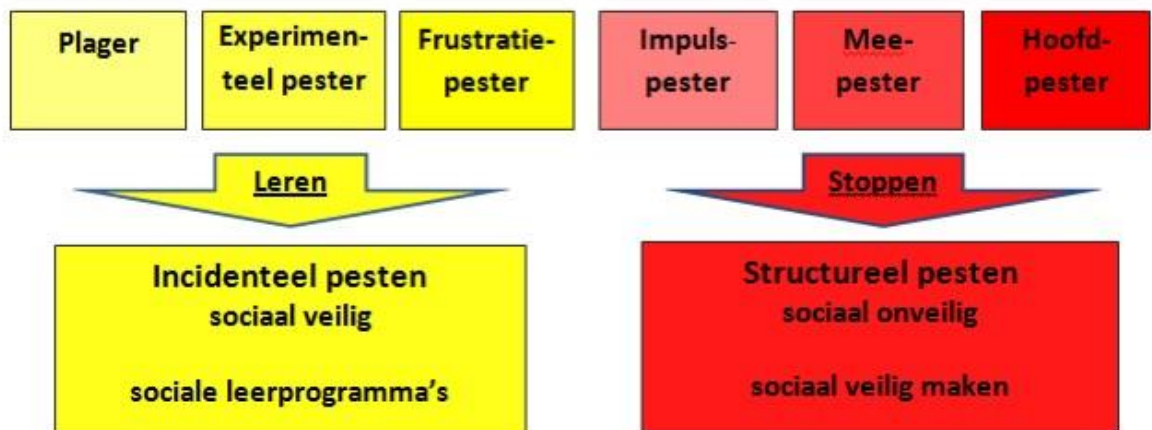 Plager
Experimen-
teel pester
Frustratie-
pester
Impuls-
pester
Mee-
pester
Hoofd-
pester
Leren
Stoppen
Incidenteel pesten
sociaal veilig
sociale leerprogramma's
Structureel pesten
sociaal onveilig
sociaal veilig maken